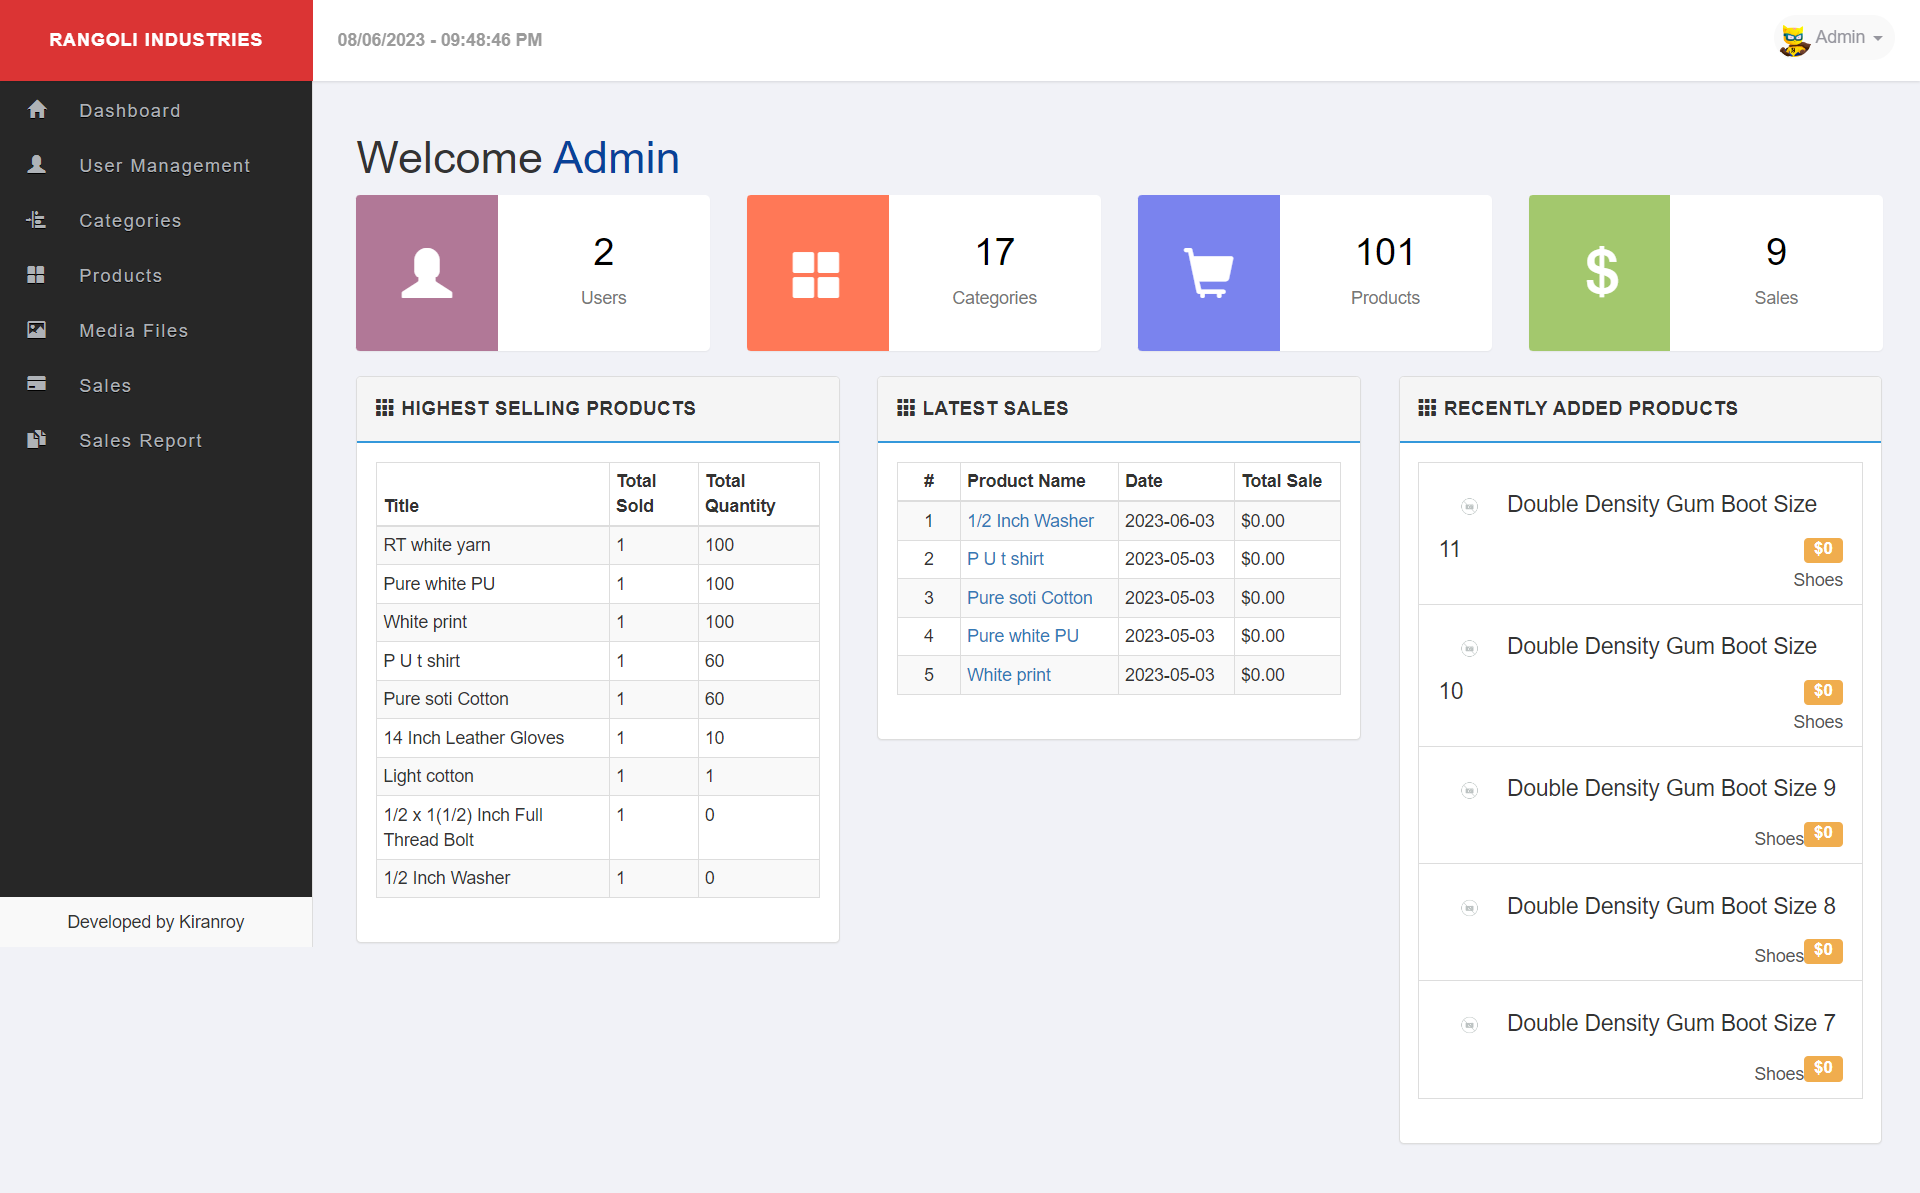 RANGOLI INDUSTRIES
08/06/2023 - 09:48:46 PM
Admin
Dashboard
User Management
Categories
Products
Media Files
Sales
Sales Report
Developed by Kiranroy
Welcome Admin
2
Users
17
Categories
101
Products
$
9
Sales
HIGHEST SELLING PRODUCTS
Title Total Sold Total Quantity
RT white yarn 1 100
Pure white PU 1 100
White print 1 100
P U t shirt 1 60
Pure soti Cotton 1 60
14 Inch Leather Gloves 1 10
Light cotton 1 1
1/2 x 1(1/2) Inch Full Thread Bolt 1 0
1/2 Inch Washer 1 0
LATEST SALES
# Product Name Date Total Sale
1 1/2 Inch Washer 2023-06-03 $0.00
2 P U t shirt 2023-05-03 $0.00
3 Pure soti Cotton 2023-05-03 $0.00
4 Pure white PU 2023-05-03 $0.00
5 White print 2023-05-03 $0.00
RECENTLY ADDED PRODUCTS
Double Density Gum Boot Size
11 $0
Shoes
Double Density Gum Boot Size
10 $0
Shoes
Double Density Gum Boot Size 9
Shoes $0
Double Density Gum Boot Size 8
Shoes $0
Double Density Gum Boot Size 7
Shoes $0